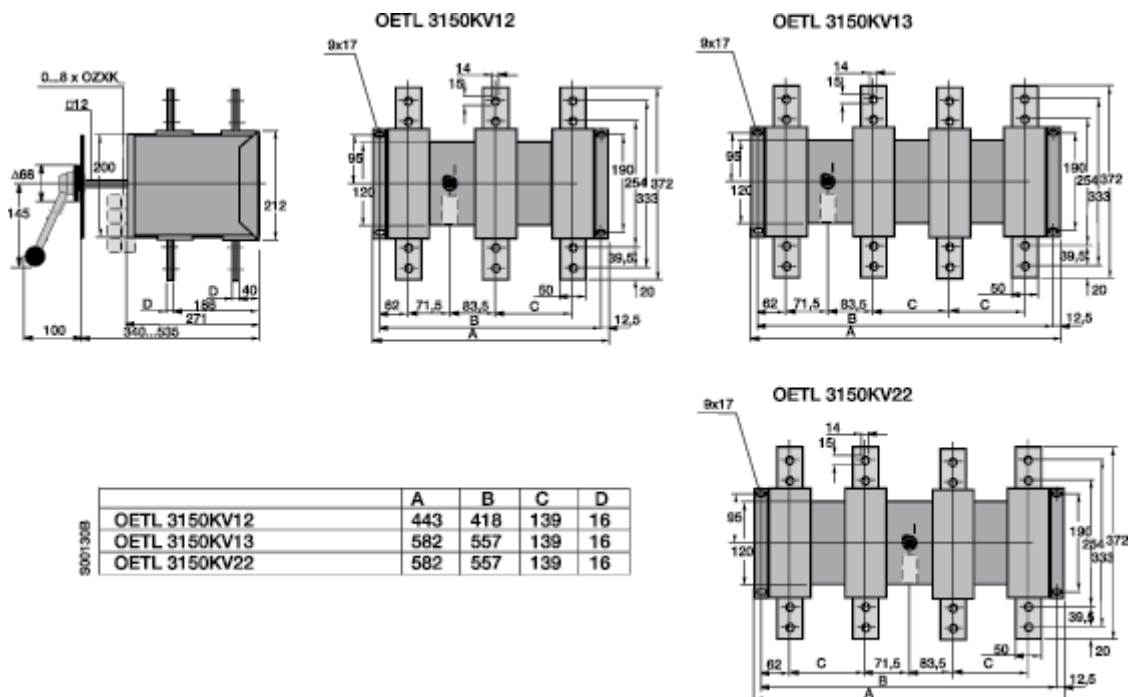 OETL 3150KV12
OETL 3150KV13
0...8 x OZXK
□12
200
Δ66
145
212
D
D
40
186
271
100
340...535
9x17
14
15
95
120
I
190
254
333
372
39,5
50
20
62
71,5
83,5
C
B
12,5
A
9x17
14
15
95
120
I
190
254
333
372
39,5
50
20
62
71,5
83,5
C
C
B
12,5
A
OETL 3150KV22
9x17
14
15
95
120
I
190
254
333
372
39,5
50
20
62
C
71,5
83,5
C
B
12,5
A
A B C D
OETL 3150KV12 443 418 139 16
OETL 3150KV13 582 557 139 16
OETL 3150KV22 582 557 139 16
S00130B